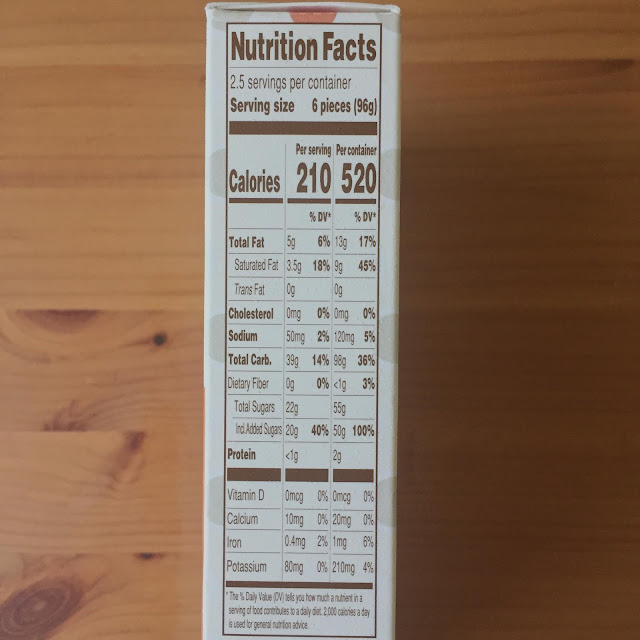 Nutrition Facts
2.5 servings per container
Serving size 6 pieces (96g)
Per serving Per container
Calories 210 520
% DV* % DV*
Total Fat 5g 6% 13g 17%
Saturated Fat 3.5g 18% 9g 45%
Trans Fat 0g 0g
Cholesterol 0mg 0% 0mg 0%
Sodium 50mg 2% 120mg 5%
Total Carb. 39g 14% 98g 36%
Dietary Fiber 0g 0% <1g 3%
Total Sugars 22g 55g
Incl. Added Sugars 20g 40% 50g 100%
Protein <1g 2g
Vitamin D 0mcg 0% 0mcg 0%
Calcium 10mg 0% 20mg 0%
Iron 0.4mg 2% 1mg 6%
Potassium 80mg 0% 210mg 4%
* The % Daily Value (DV) tells you how much a nutrient in a
serving of food contributes to a daily diet. 2,000 calories a day
is used for general nutrition advice.